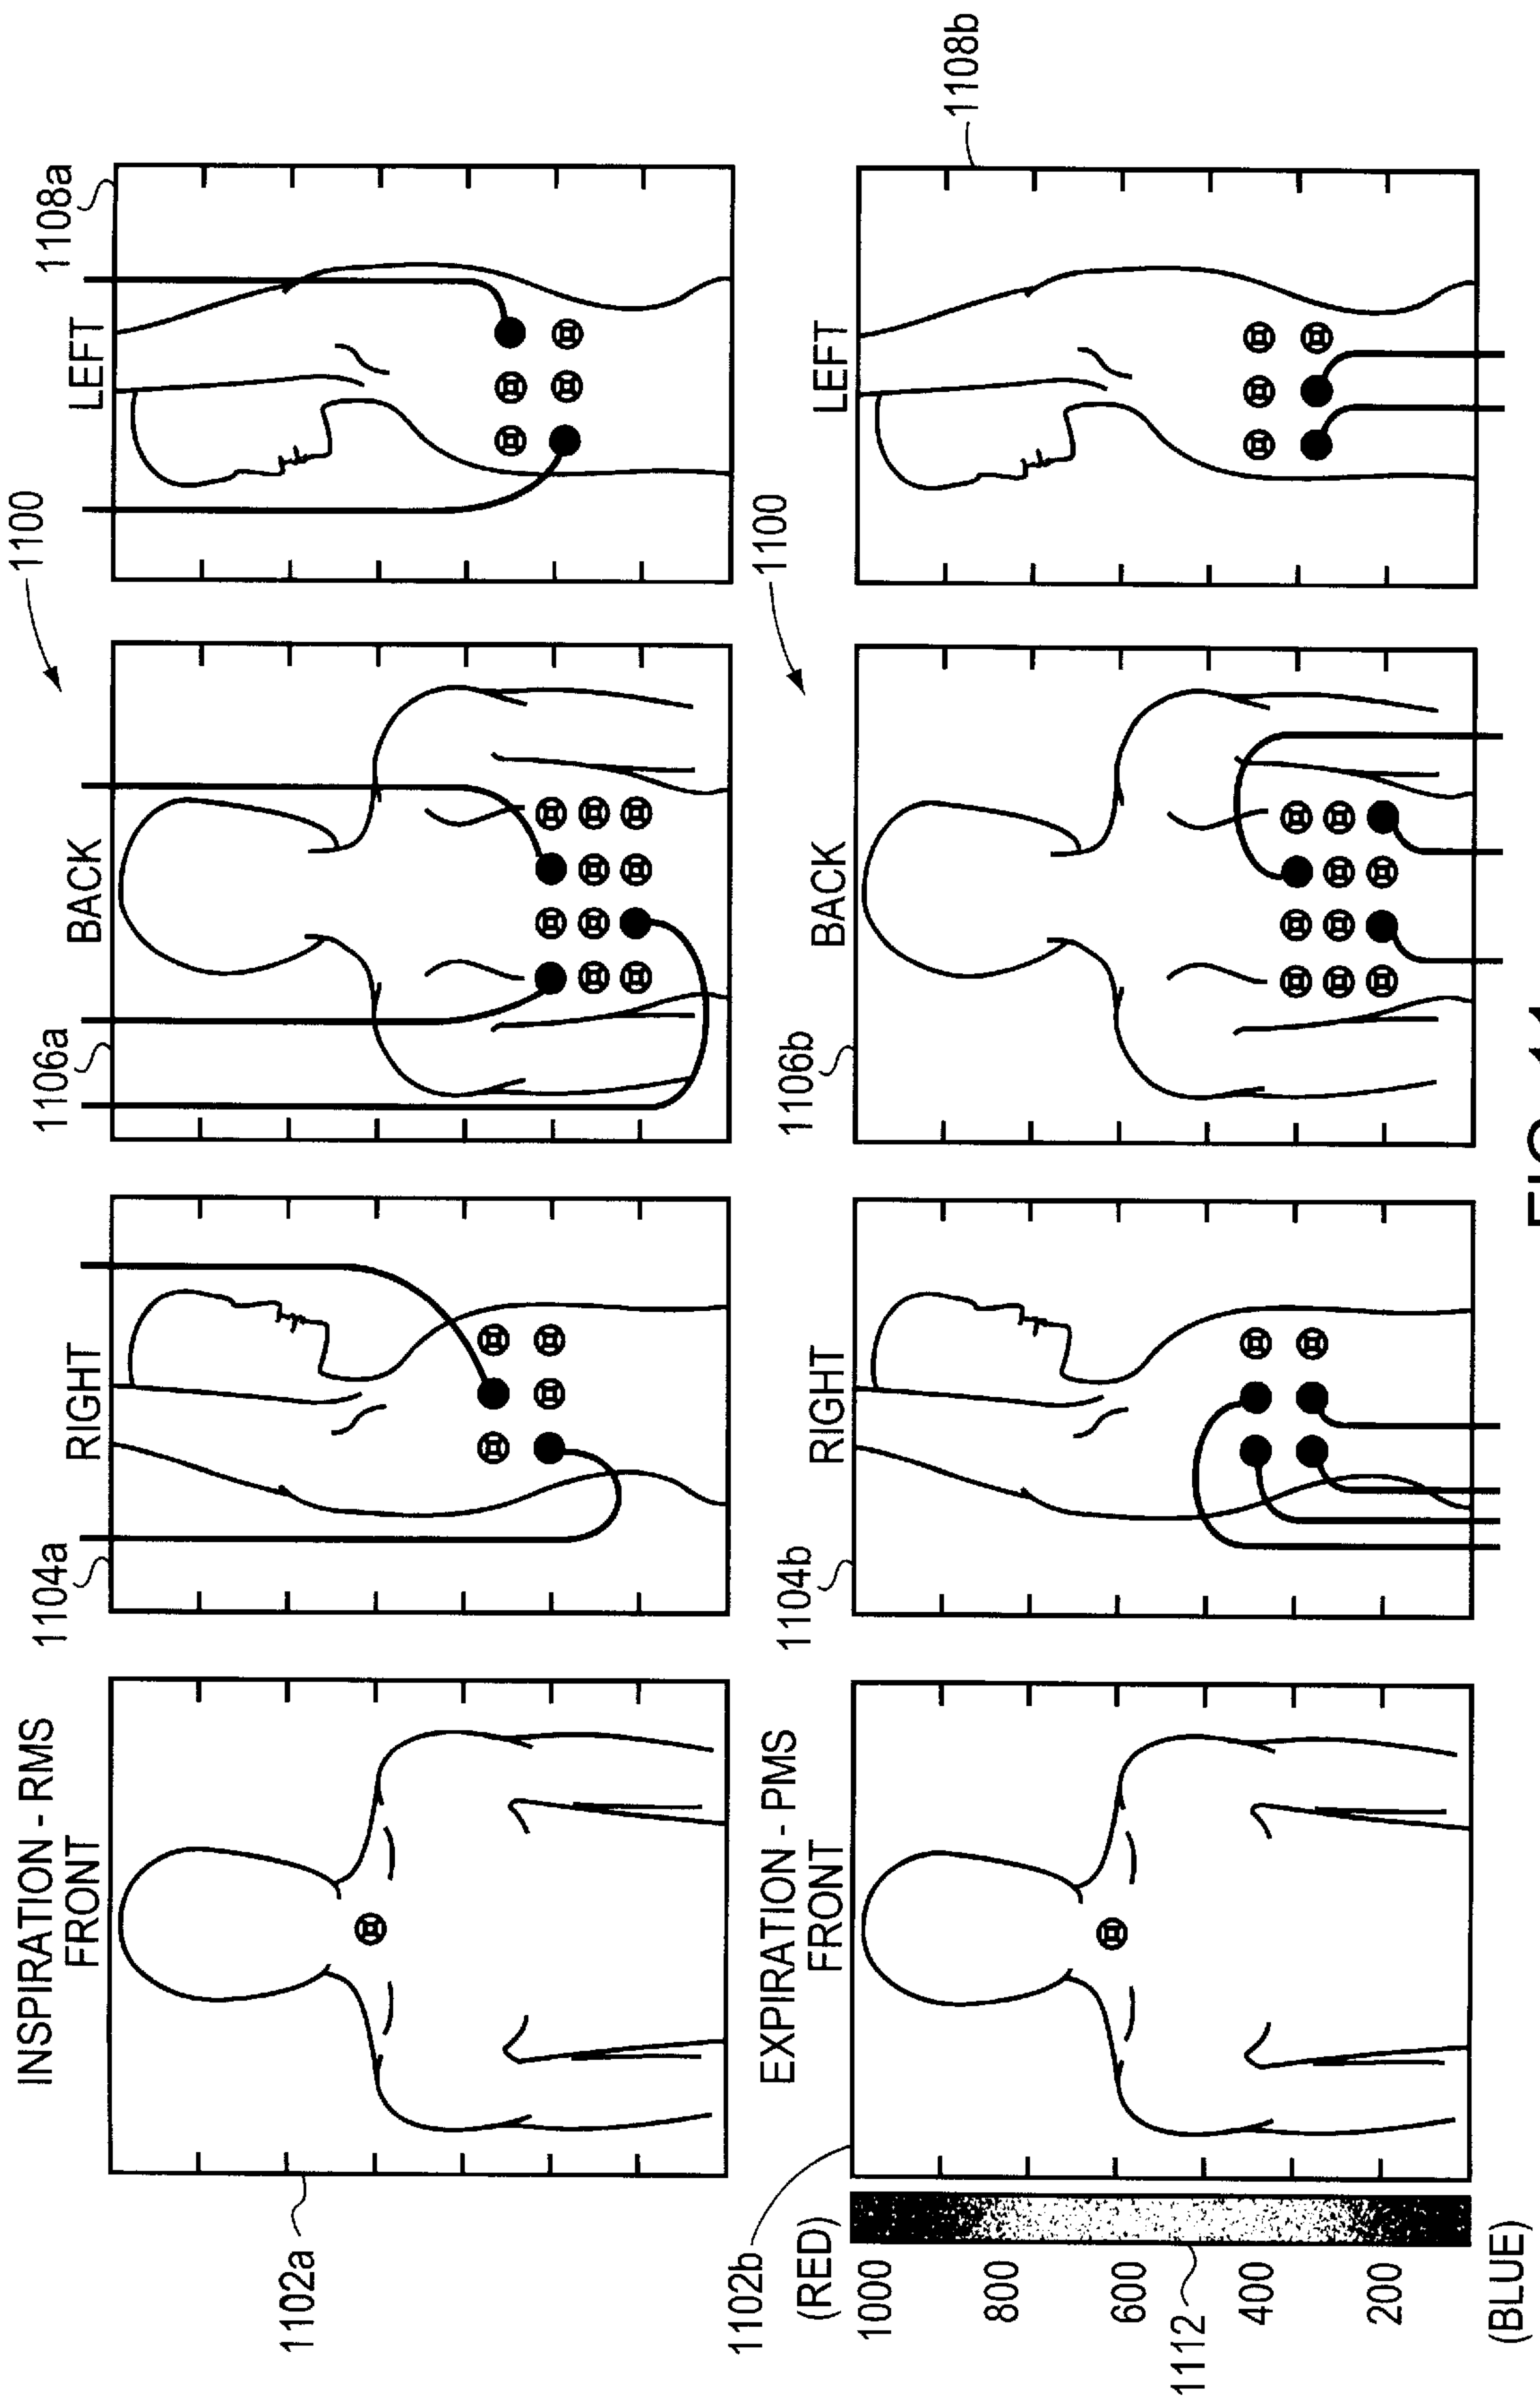 1100
INSPIRATION - RMS
FRONT
RIGHT
BACK
LEFT
1102a
1104a
1106a
1108a
1100
EXPIRATION - PMS
FRONT
RIGHT
BACK
LEFT
1102b
1104b
1106b
1108b
(RED)
1000
800
600
400
200
(BLUE)
1112